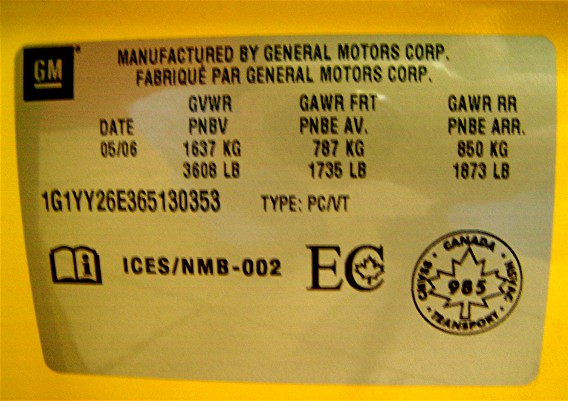 GM
MANUFACTURED BY GENERAL MOTORS CORP.
FABRIQUÉ PAR GENERAL MOTORS CORP.
GVWR GAWR FRT GAWR RR
DATE PNBV PNBE AV. PNBE ARR.
05/06 1637 KG 787 KG 850 KG
3608 LB 1735 LB 1873 LB
1G1YY26E365130353 TYPE: PC/VT
i ICES/NMB-002 EC
CANADA
985
TRANSPORT